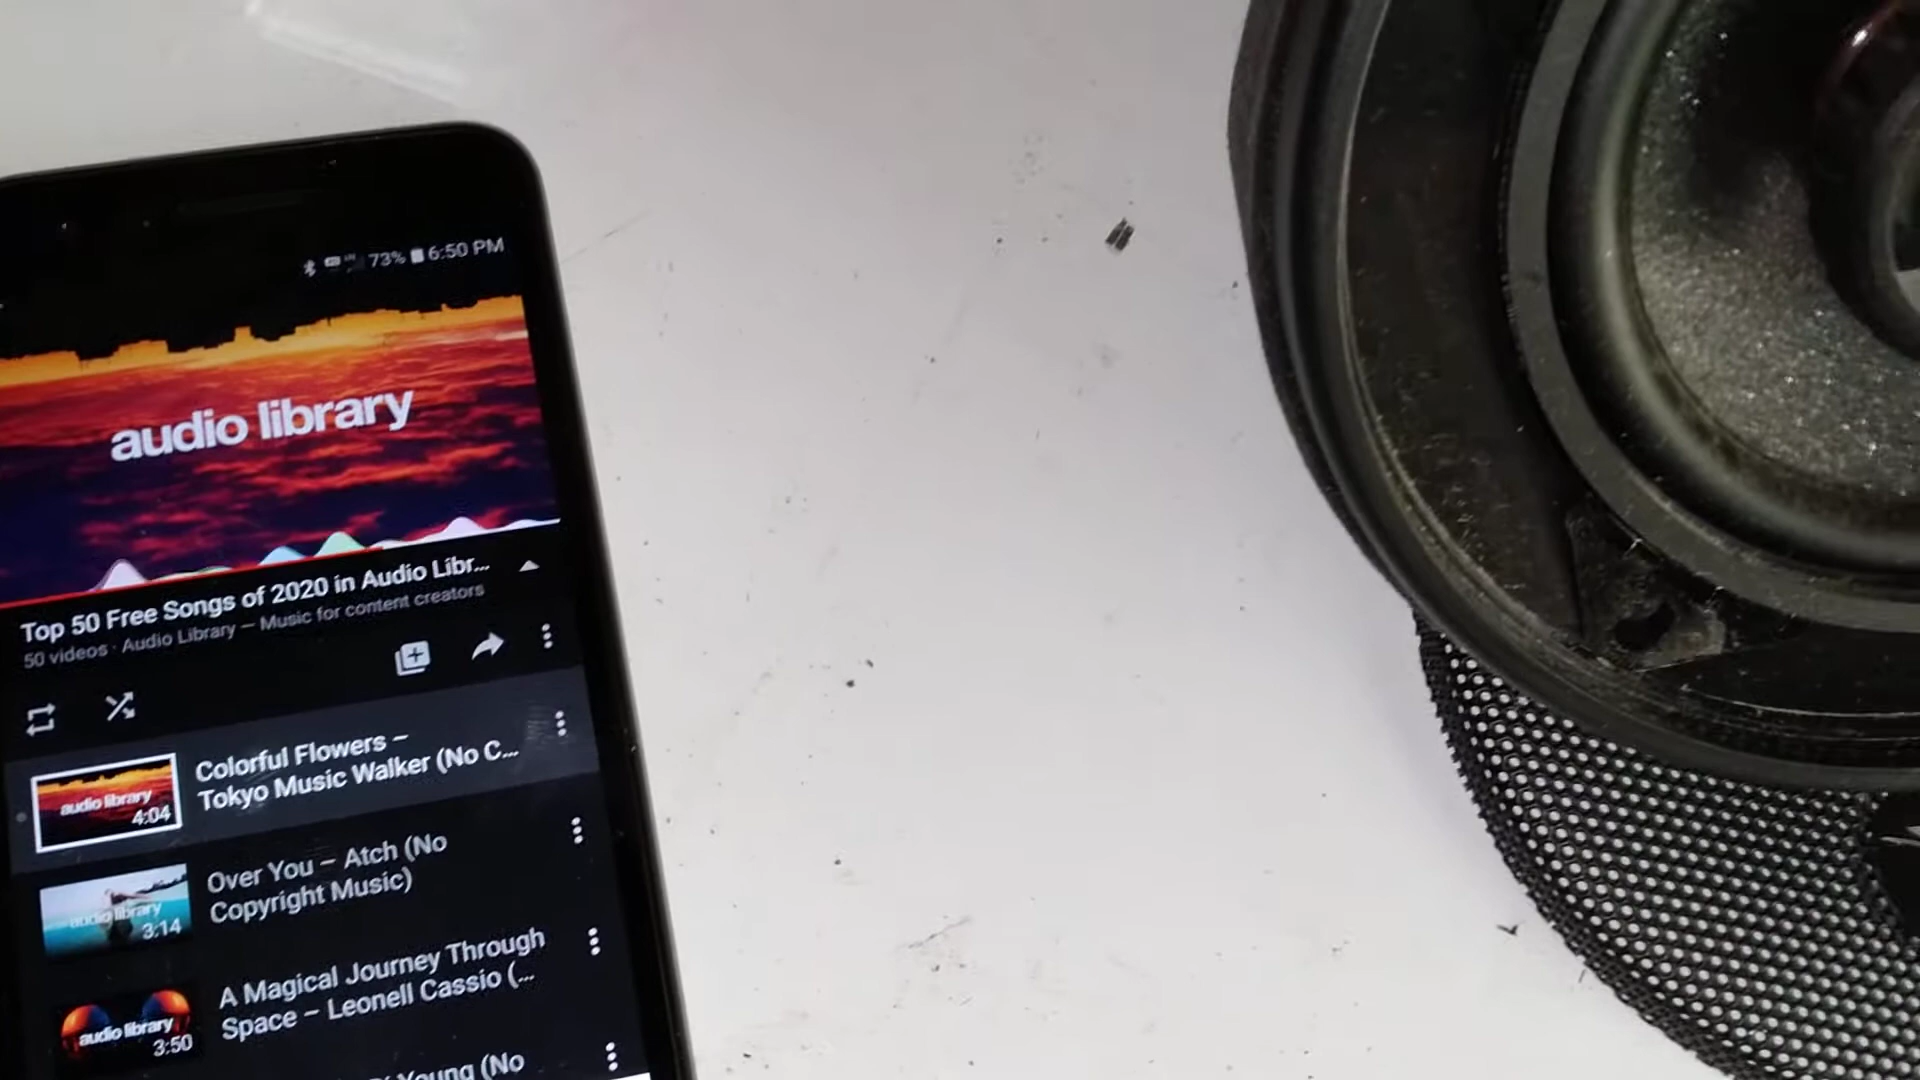 73% 6:50 PM
audio library
Top 50 Free Songs of 2020 in Audio Libr...
50 videos · Audio Library – Music for content creators
Colorful Flowers –
Tokyo Music Walker (No C...
audio library
4:04
Over You – Atch (No
Copyright Music)
audio library
3:14
A Magical Journey Through
Space – Leonell Cassio (...
audio library
3:50
Young (No